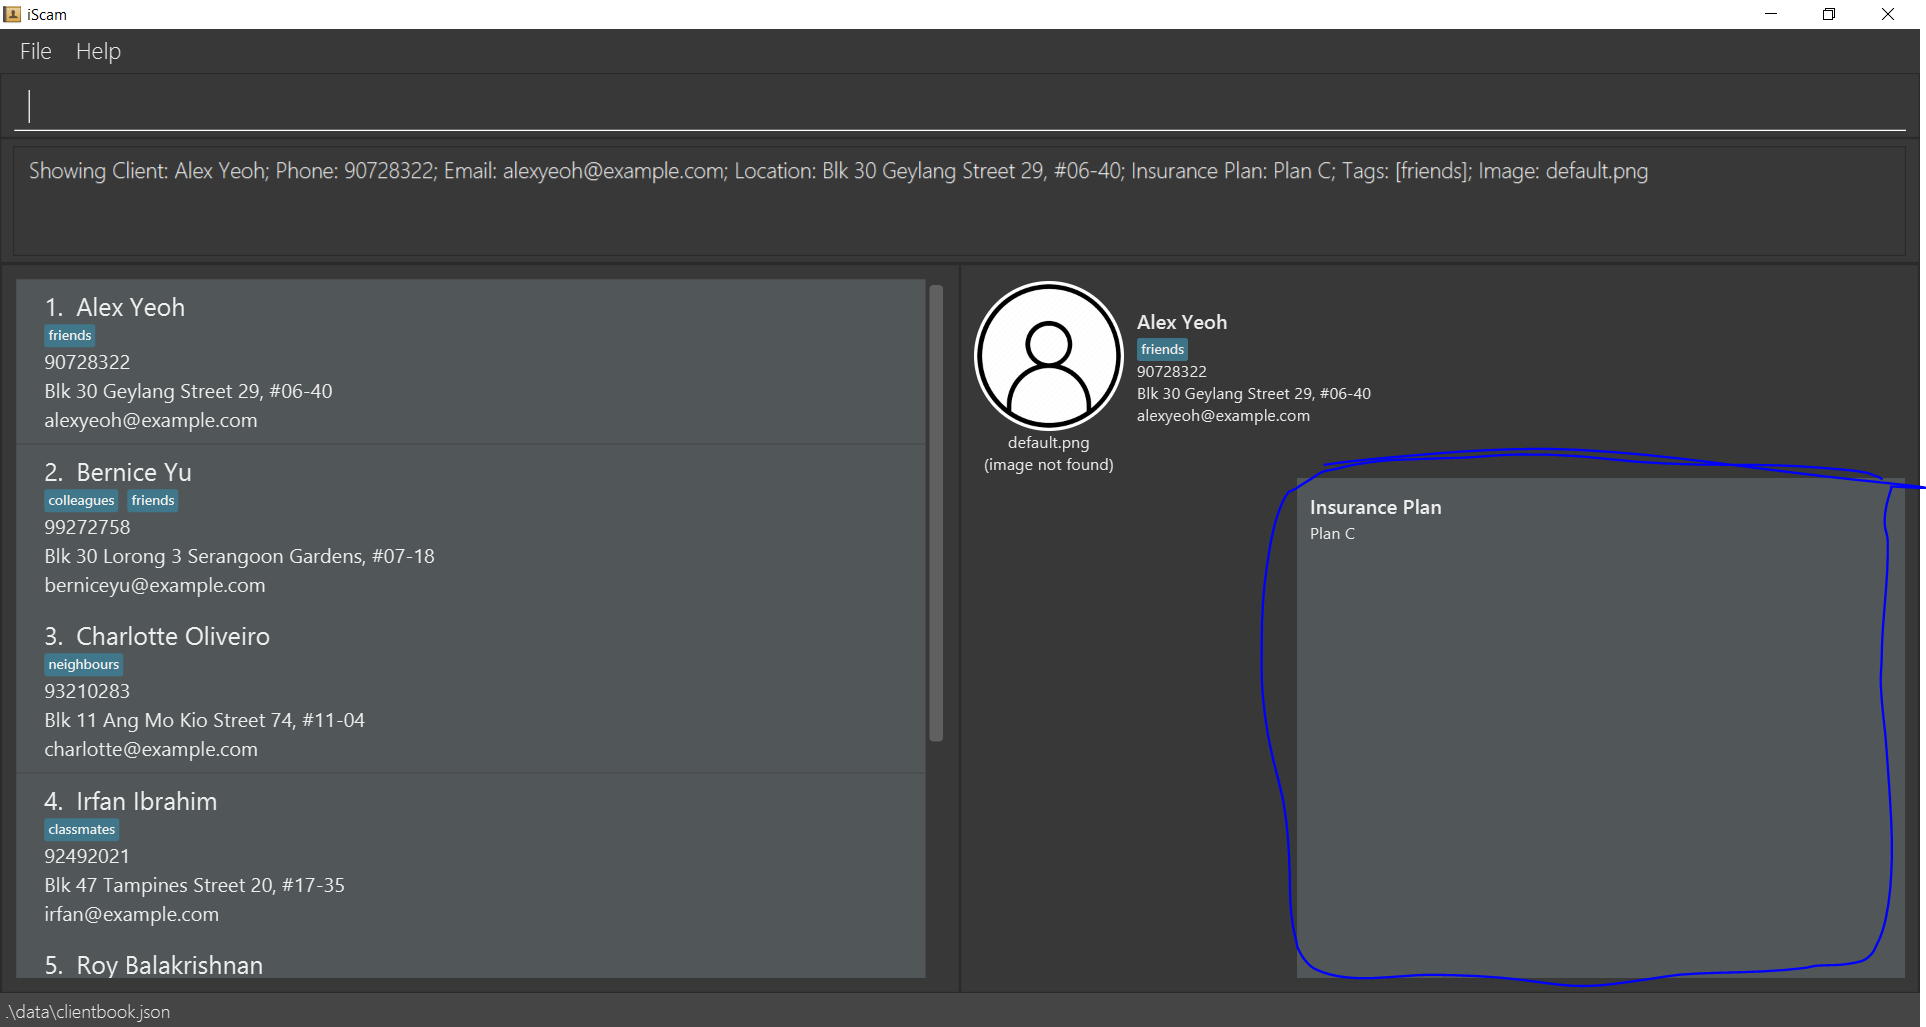 iScam
File Help
Showing Client: Alex Yeoh; Phone: 90728322; Email: alexyeoh@example.com; Location: Blk 30 Geylang Street 29, #06-40; Insurance Plan: Plan C; Tags: [friends]; Image: default.png
1. Alex Yeoh
friends
90728322
Blk 30 Geylang Street 29, #06-40
alexyeoh@example.com
2. Bernice Yu
colleagues friends
99272758
Blk 30 Lorong 3 Serangoon Gardens, #07-18
berniceyu@example.com
3. Charlotte Oliveiro
neighbours
93210283
Blk 11 Ang Mo Kio Street 74, #11-04
charlotte@example.com
4. Irfan Ibrahim
classmates
92492021
Blk 47 Tampines Street 20, #17-35
irfan@example.com
5. Roy Balakrishnan
default.png
(image not found)
Alex Yeoh
friends
90728322
Blk 30 Geylang Street 29, #06-40
alexyeoh@example.com
Insurance Plan
Plan C
.\data\clientbook.json